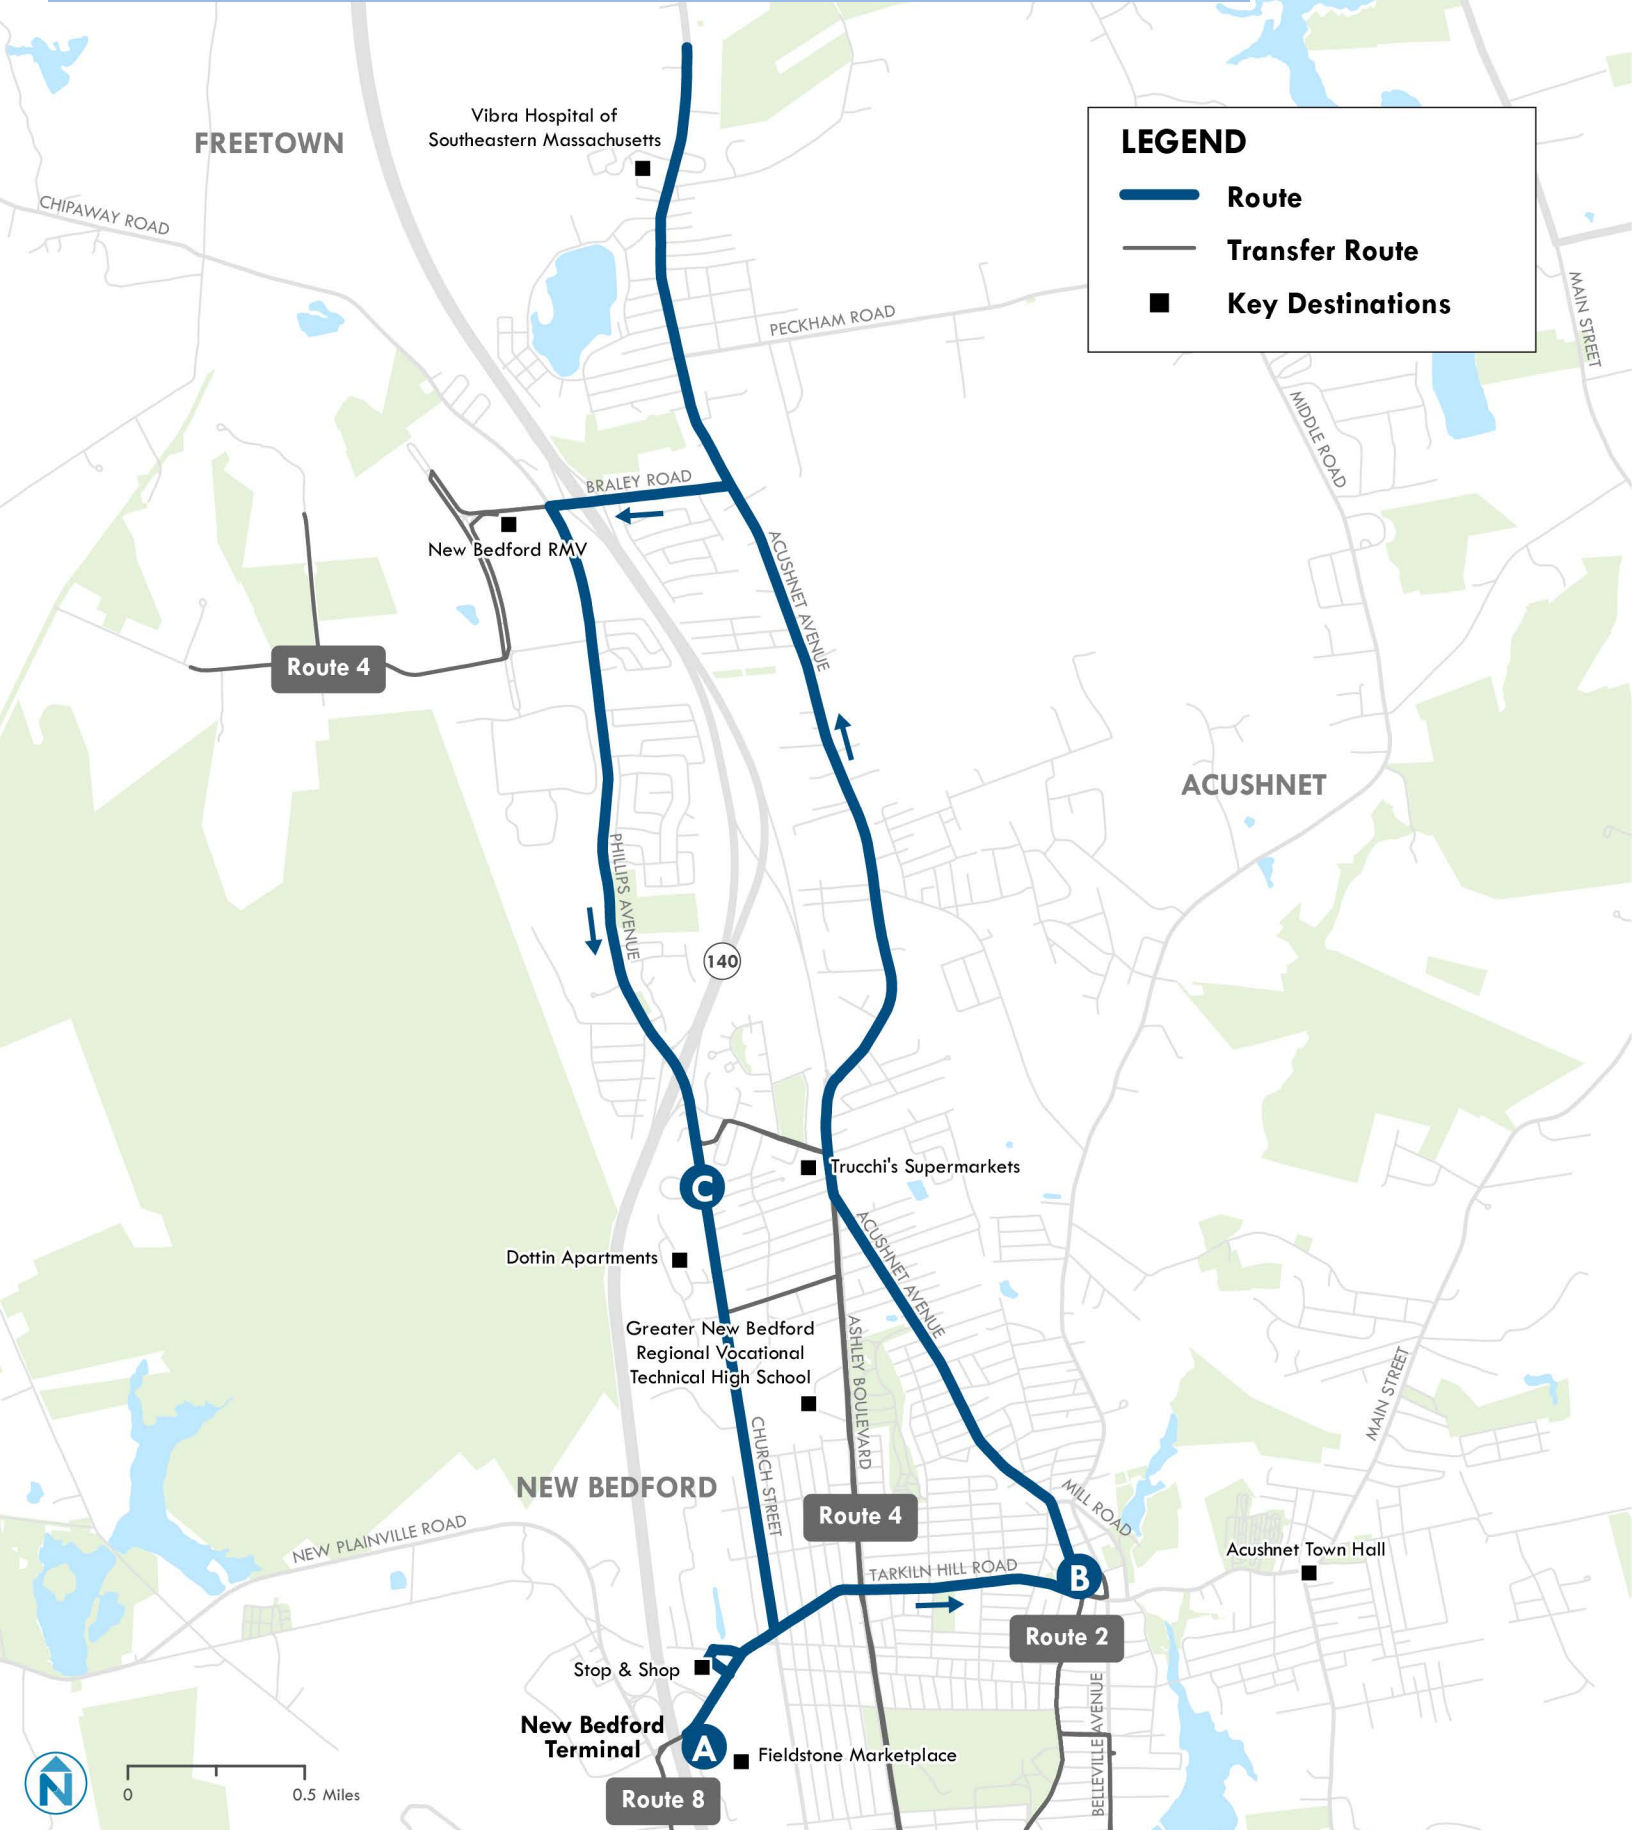 Vibra Hospital of
Southeastern Massachusetts
FREETOWN
CHIPAWAY ROAD
LEGEND
Route
Transfer Route
Key Destinations
PECKHAM ROAD
MAIN STREET
MIDDLE ROAD
BRALEY ROAD
New Bedford RMV
ACUSHNET AVENUE
Route 4
ACUSHNET
PHILLIPS AVENUE
140
C
Trucchi's Supermarkets
Dottin Apartments
ACUSHNET AVENUE
Greater New Bedford
Regional Vocational
Technical High School
ASHLEY BOULEVARD
MAIN STREET
CHURCH STREET
NEW BEDFORD
NEW PLAINVILLE ROAD
Route 4
MILL ROAD
Acushnet Town Hall
TARKILN HILL ROAD
B
Route 2
Stop & Shop
BELLEVILLE AVENUE
New Bedford
Terminal
A
Fieldstone Marketplace
Route 8
N
0
0.5 Miles